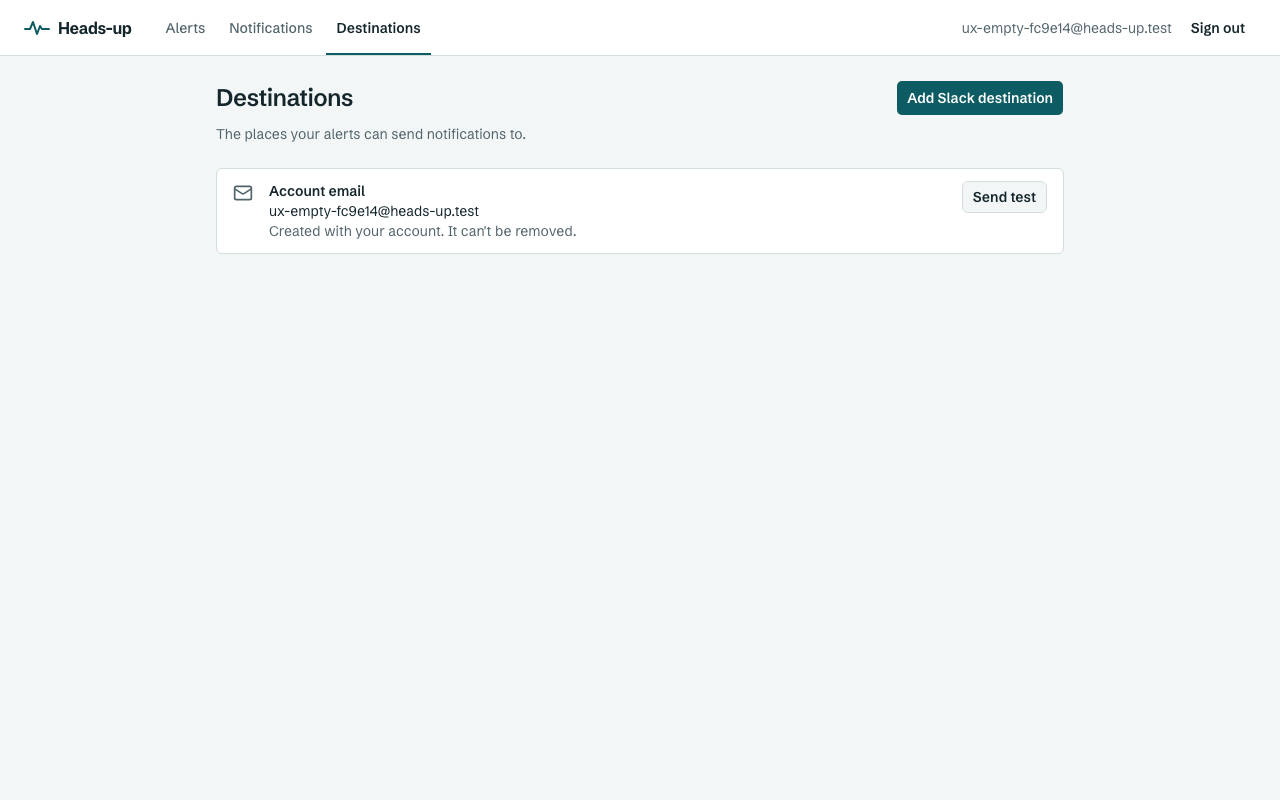 Heads-up
Alerts
Notifications
Destinations
ux-empty-fc9e14@heads-up.test
Sign out
Destinations
Add Slack destination
The places your alerts can send notifications to.
Account email
ux-empty-fc9e14@heads-up.test
Created with your account. It can't be removed.
Send test